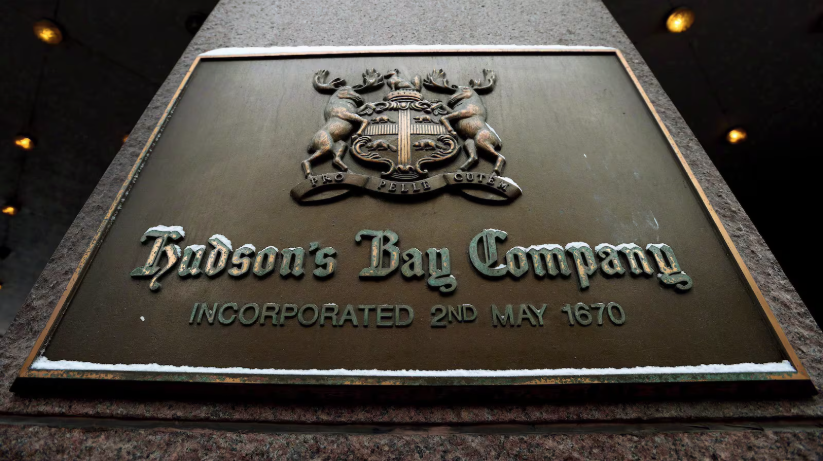 PRO PELLE CUTEM
Hudson's Bay Company
INCORPORATED 2ND MAY 1670